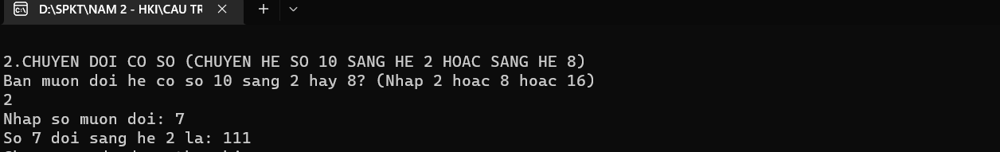 D:\SPKT\NAM 2 - HKI\CAU TR
2.CHUYEN DOI CO SO (CHUYEN HE SO 10 SANG HE 2 HOAC SANG HE 8)
Ban muon doi he co so 10 sang 2 hay 8? (Nhap 2 hoac 8 hoac 16)
2
Nhap so muon doi: 7
So 7 doi sang he 2 la: 111